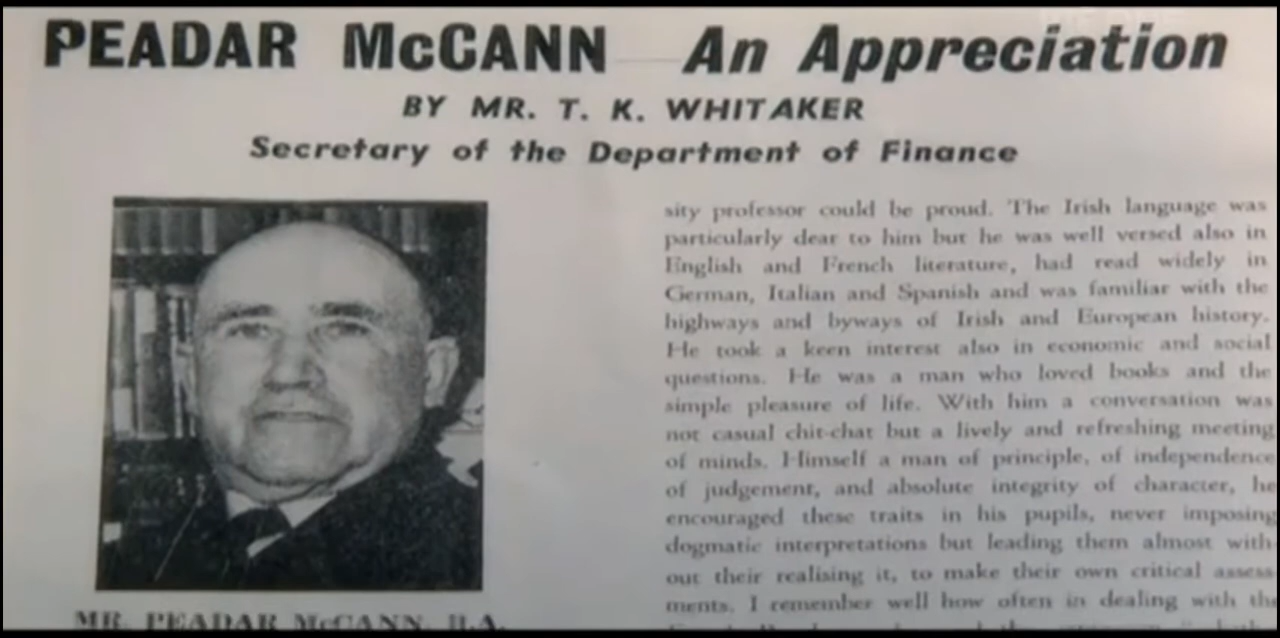 PEADAR McCANN An Appreciation
BY MR. T. K. WHITAKER
Secretary of the Department of Finance
sity professor could be proud. The Irish language was
particularly dear to him but he was well versed also in
English and French literature, had read widely in
German, Italian and Spanish and was familiar with the
highways and byways of Irish and European history.
He took a keen interest also in economic and social
questions. He was a man who loved books and the
simple pleasure of life. With him a conversation was
not casual chit-chat but a lively and refreshing meeting
of minds. Himself a man of principle, of independence
of judgement, and absolute integrity of character, he
encouraged these traits in his pupils, never imposing
dogmatic interpretations but leading them almost with-
out their realising it, to make their own critical assess-
ments. I remember well how often in dealing with the
MR. PEADAR McCANN, B.A.